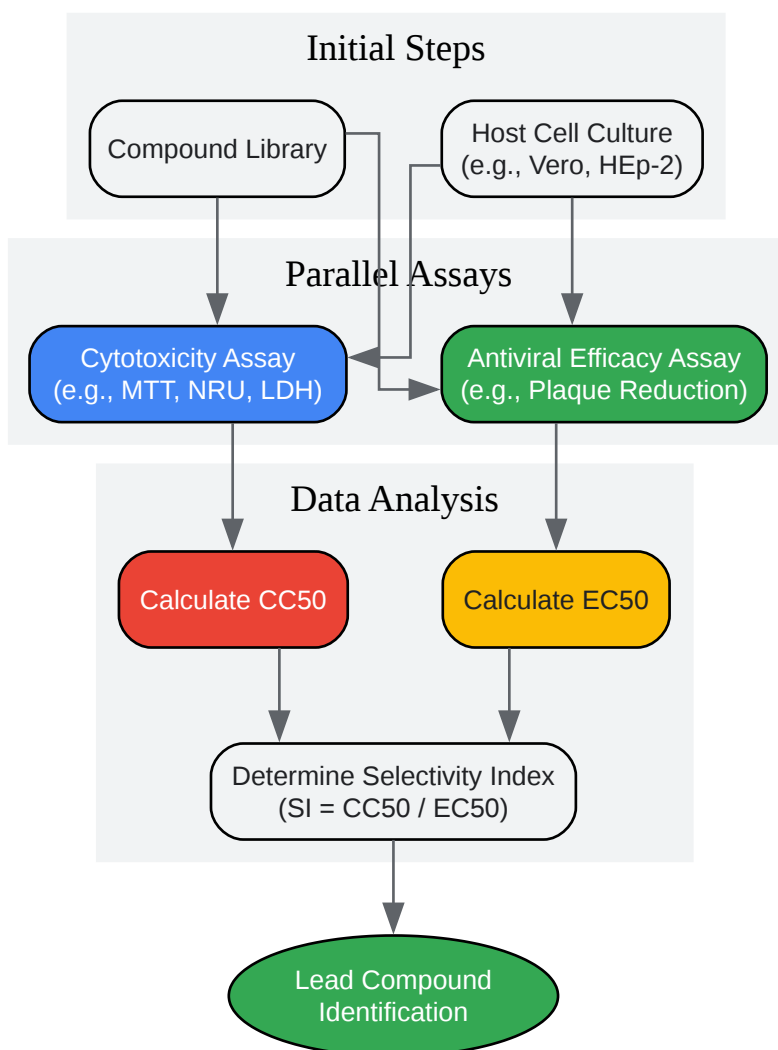 Initial Steps
Compound Library
Host Cell Culture
(e.g., Vero, HEp-2)
Parallel Assays
Cytotoxicity Assay
(e.g., MTT, NRU, LDH)
Antiviral Efficacy Assay
(e.g., Plaque Reduction)
Data Analysis
Calculate CC50
Calculate EC50
Determine Selectivity Index
(SI = CC50 / EC50)
Lead Compound
Identification